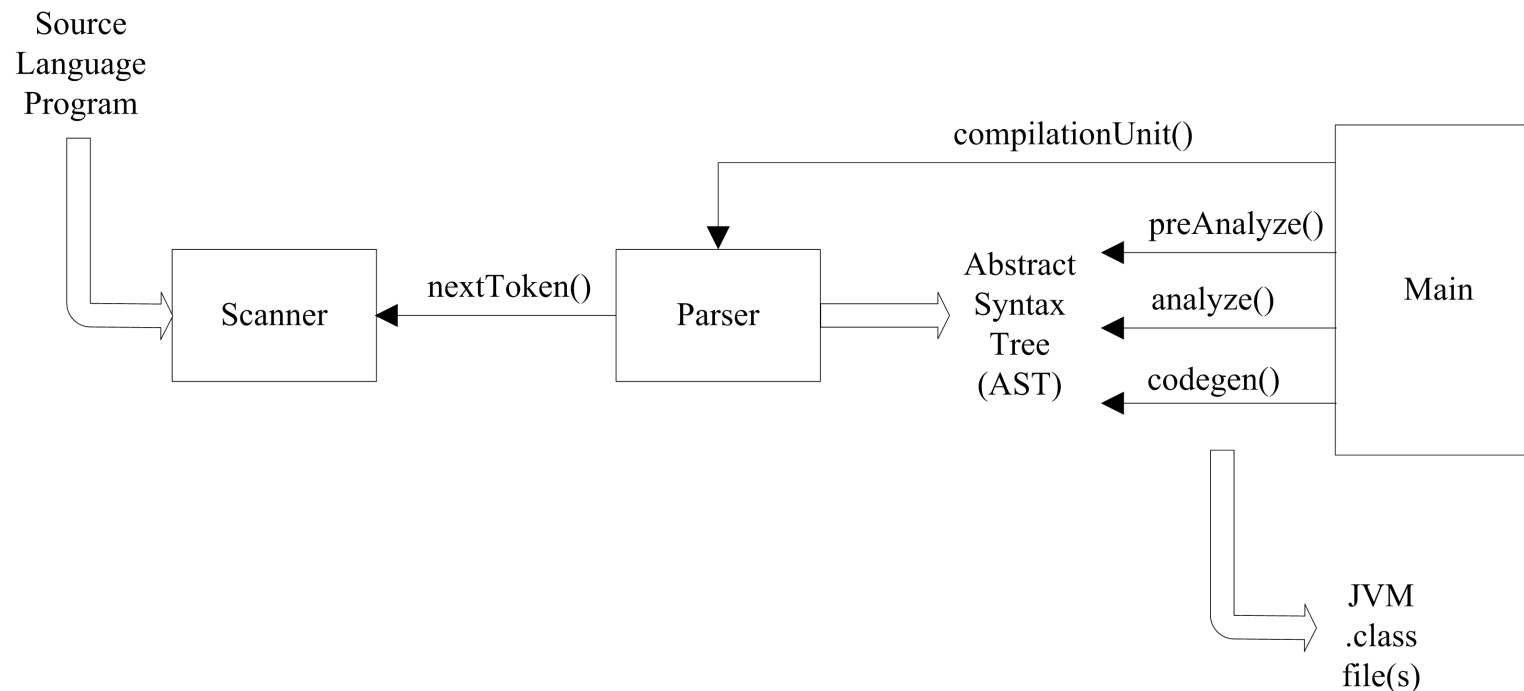 Source
Language
Program
compilationUnit()
preAnalyze()
Abstract
Syntax
Tree
(AST)
Main
nextToken()
analyze()
Scanner
Parser
codegen()
JVM
.class
file(s)